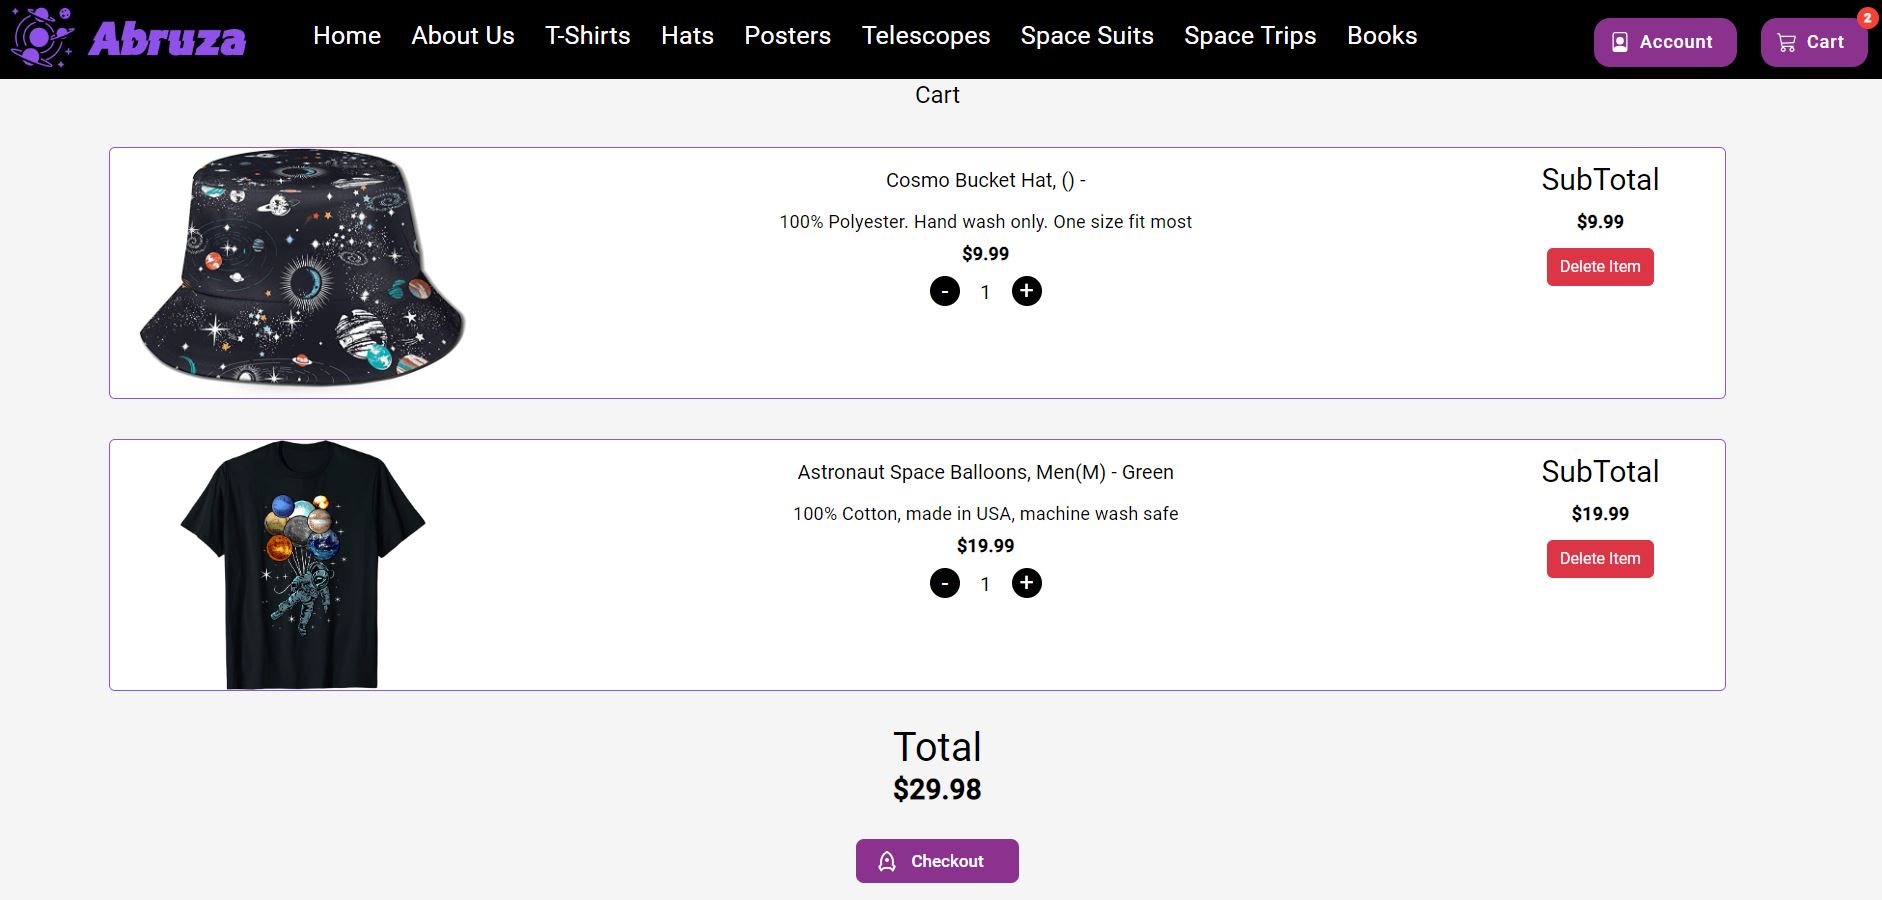 Abruza
Home About Us T-Shirts Hats Posters Telescopes Space Suits Space Trips Books
Account
Cart
2
Cart
Cosmo Bucket Hat, () -
100% Polyester. Hand wash only. One size fit most
$9.99
- 1 +
SubTotal
$9.99
Delete Item
Astronaut Space Balloons, Men(M) - Green
100% Cotton, made in USA, machine wash safe
$19.99
- 1 +
SubTotal
$19.99
Delete Item
Total
$29.98
Checkout